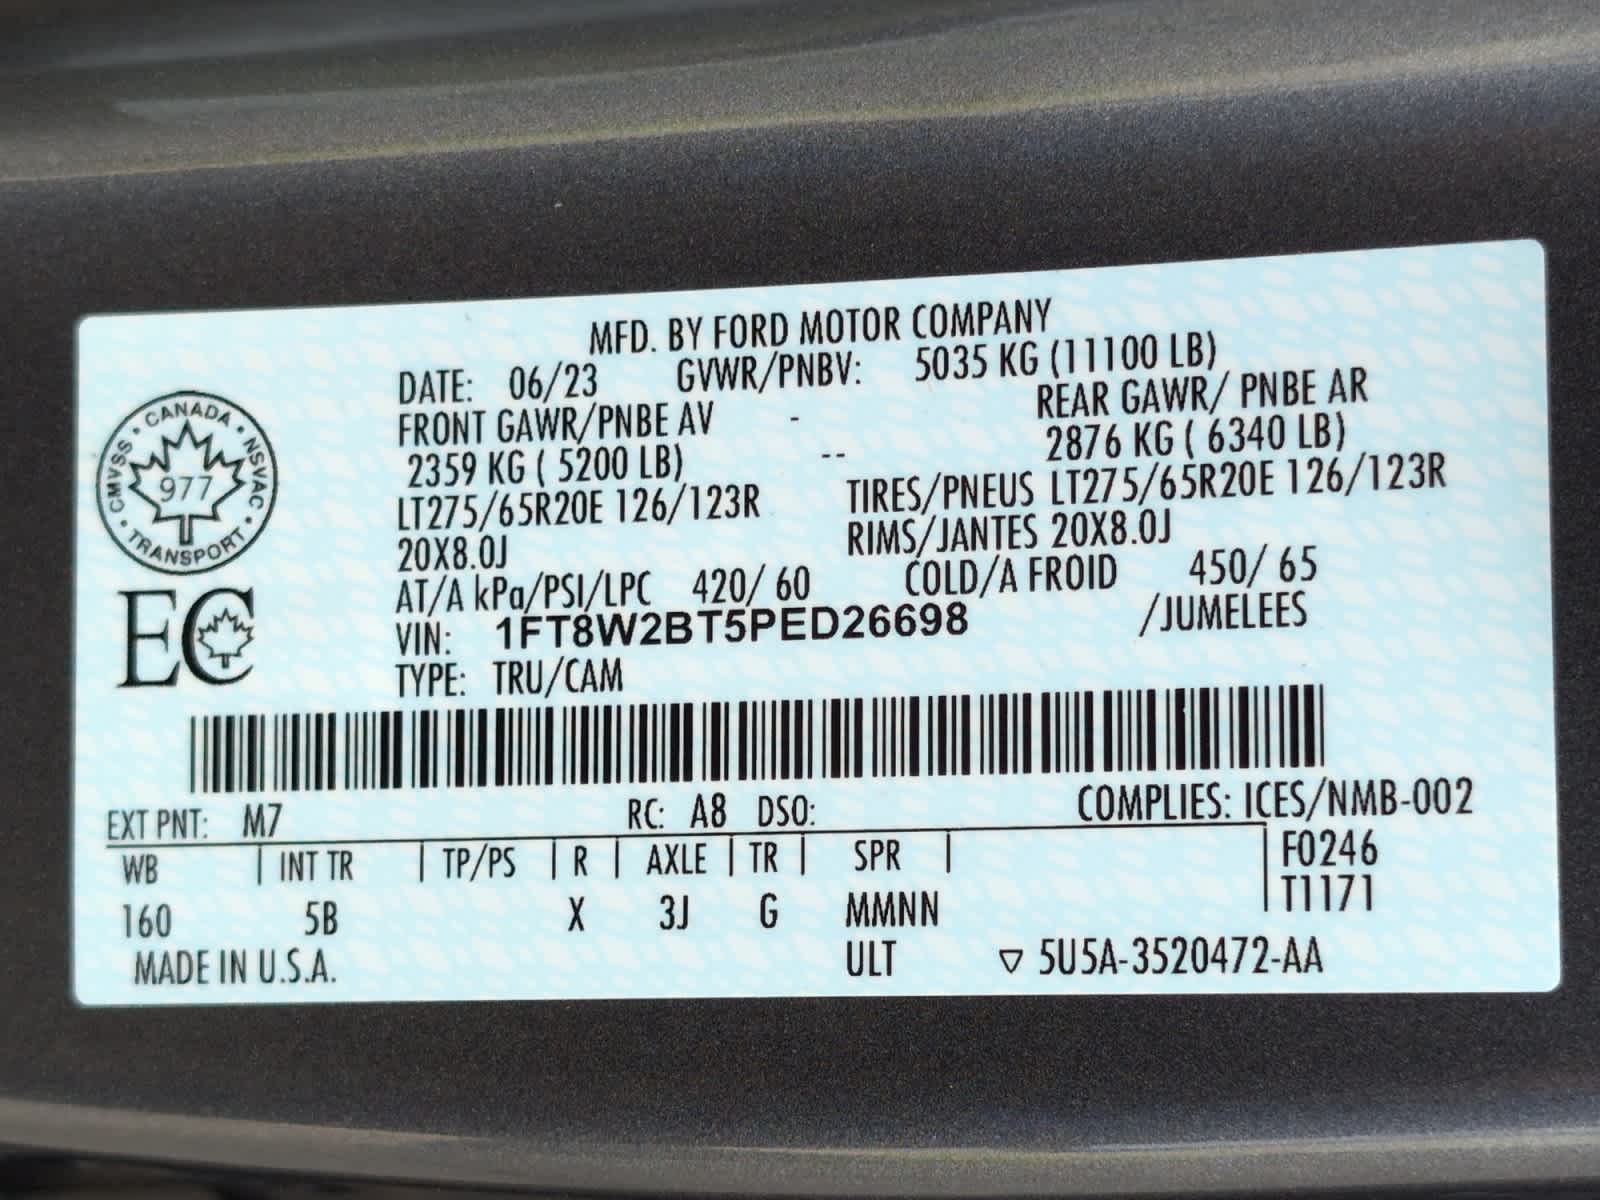 MFD. BY FORD MOTOR COMPANY
DATE: 06/23 GVWR/PNBV: 5035 KG (11100 LB)
FRONT GAWR/PNBE AV - REAR GAWR/ PNBE AR
2359 KG ( 5200 LB) -- 2876 KG ( 6340 LB)
LT275/65R20E 126/123R TIRES/PNEUS LT275/65R20E 126/123R
20X8.0J RIMS/JANTES 20X8.0J
AT/A kPa/PSI/LPC 420/ 60 COLD/A FROID 450/ 65
VIN: 1FT8W2BT5PED26698 /JUMELEES
TYPE: TRU/CAM
CANADA
CMVSS 977 NSVAC
TRANSPORT
EC
EXT PNT: M7 RC: A8 DSO: COMPLIES: ICES/NMB-002
WB | INT TR | TP/PS | R | AXLE | TR | SPR | F0246
T1171
160 5B X 3J G MMNN
MADE IN U.S.A. ULT ▽ 5U5A-3520472-AA